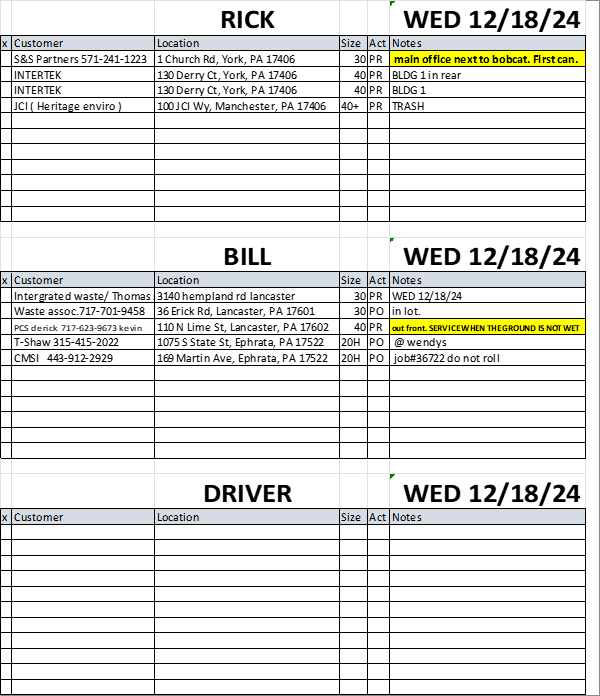 RICK WED 12/18/24
x Customer Location Size Act Notes
S&S Partners 571-241-1223 1 Church Rd, York, PA 17406 30 PR main office next to bobcat. First can.
INTERTEK 130 Derry Ct, York, PA 17406 40 PR BLDG 1 in rear
INTERTEK 130 Derry Ct, York, PA 17406 40 PR BLDG 1
JCI ( Heritage enviro ) 100 JCI Wy, Manchester, PA 17406 40+ PR TRASH
BILL WED 12/18/24
x Customer Location Size Act Notes
Intergrated waste/ Thomas 3140 hempland rd lancaster 30 PR WED 12/18/24
Waste assoc.717-701-9458 36 Erick Rd, Lancaster, PA 17601 30 PO in lot.
PCS derick 717-623-9673 kevin 110 N Lime St, Lancaster, PA 17602 40 PR out front. SERVICE WHEN THE GROUND IS NOT WET
T-Shaw 315-415-2022 1075 S State St, Ephrata, PA 17522 20H PO @ wendys
CMSI 443-912-2929 169 Martin Ave, Ephrata, PA 17522 20H PO job#36722 do not roll
DRIVER WED 12/18/24
x Customer Location Size Act Notes